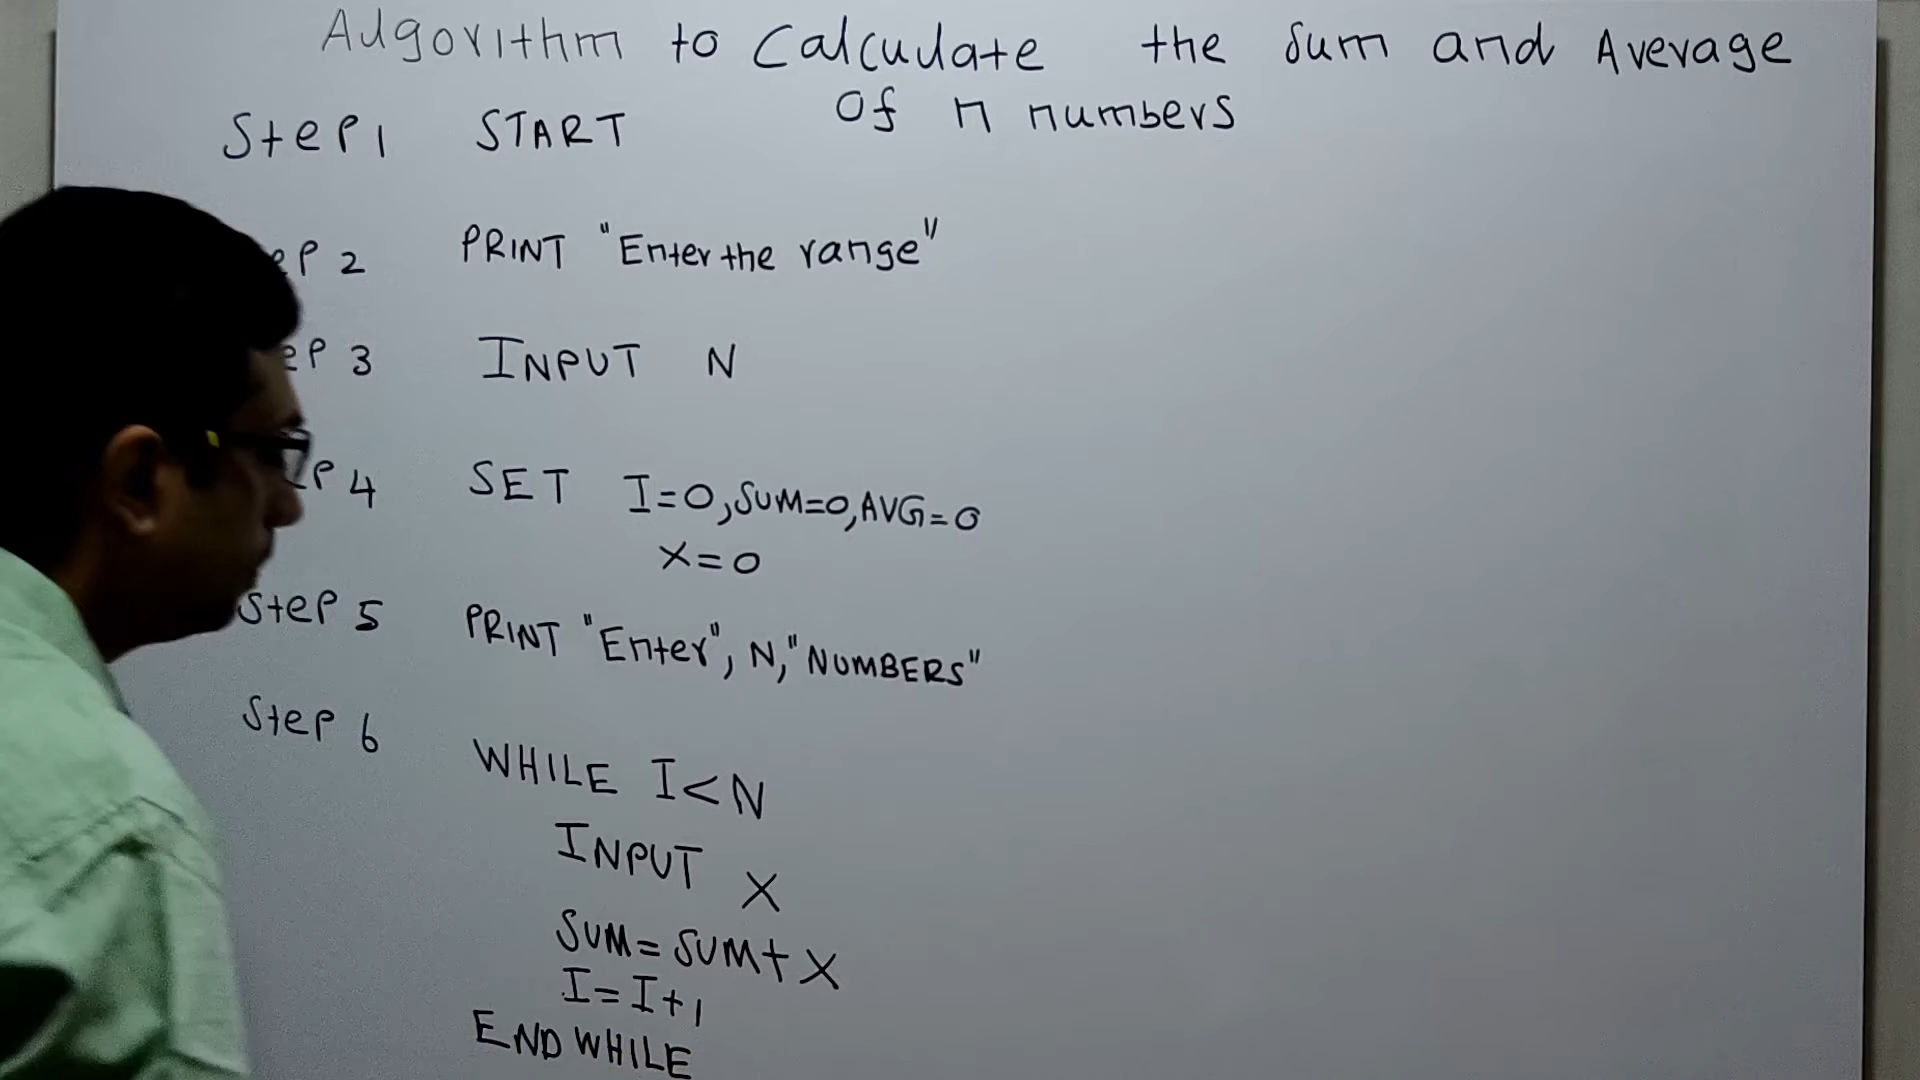 Algorithm to Calculate the Sum and Average
Of n numbers
Step 1 START
eP 2 PRINT "Enter the range"
eP 3 INPUT N
eP 4 SET I=0, SUM=0, AVG=0
X=0
Step 5 PRINT "Enter", N, "NUMBERS"
Step 6
WHILE I<N
INPUT X
SUM=SUM+X
I=I+1
END WHILE